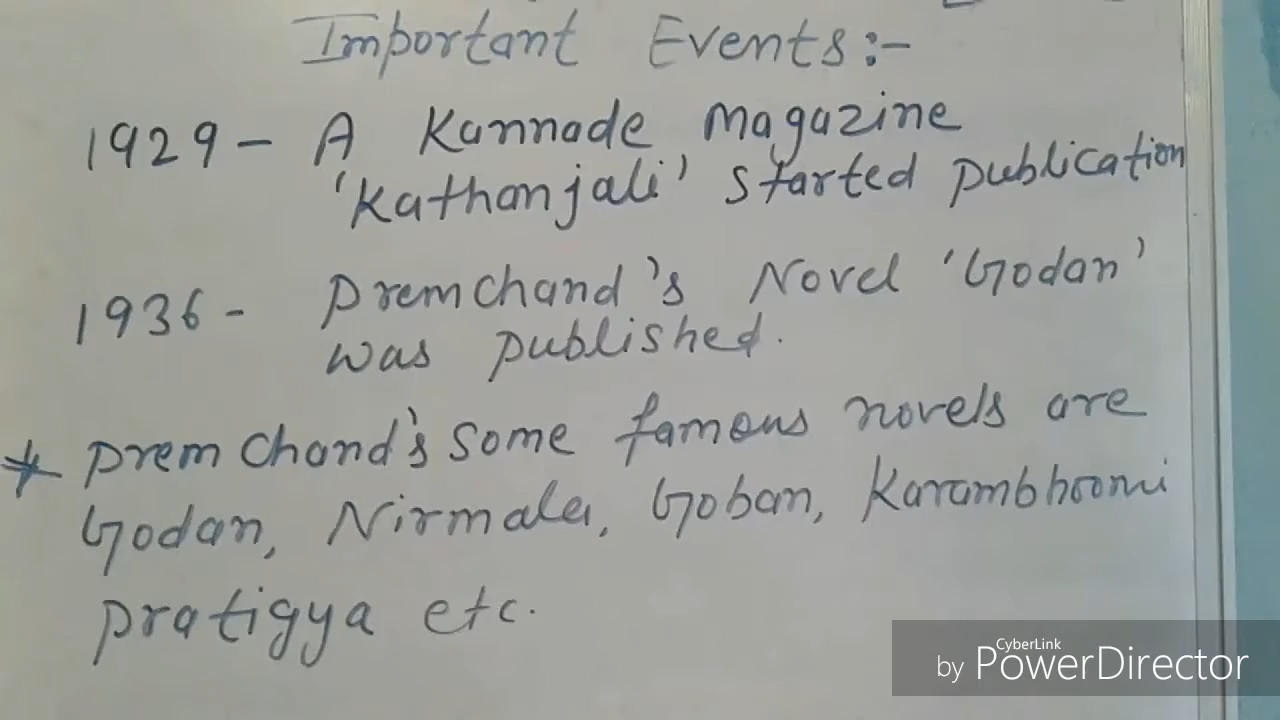 Important Events:-
1929 - A Kannade magazine
'Kathanjali' started publication
1936 - Premchand's Novel 'Godan'
was published.
* Premchand's some famous novels are
Godan, Nirmala, Goban, Karambhoomi
Pratigya etc.
CyberLink
by PowerDirector